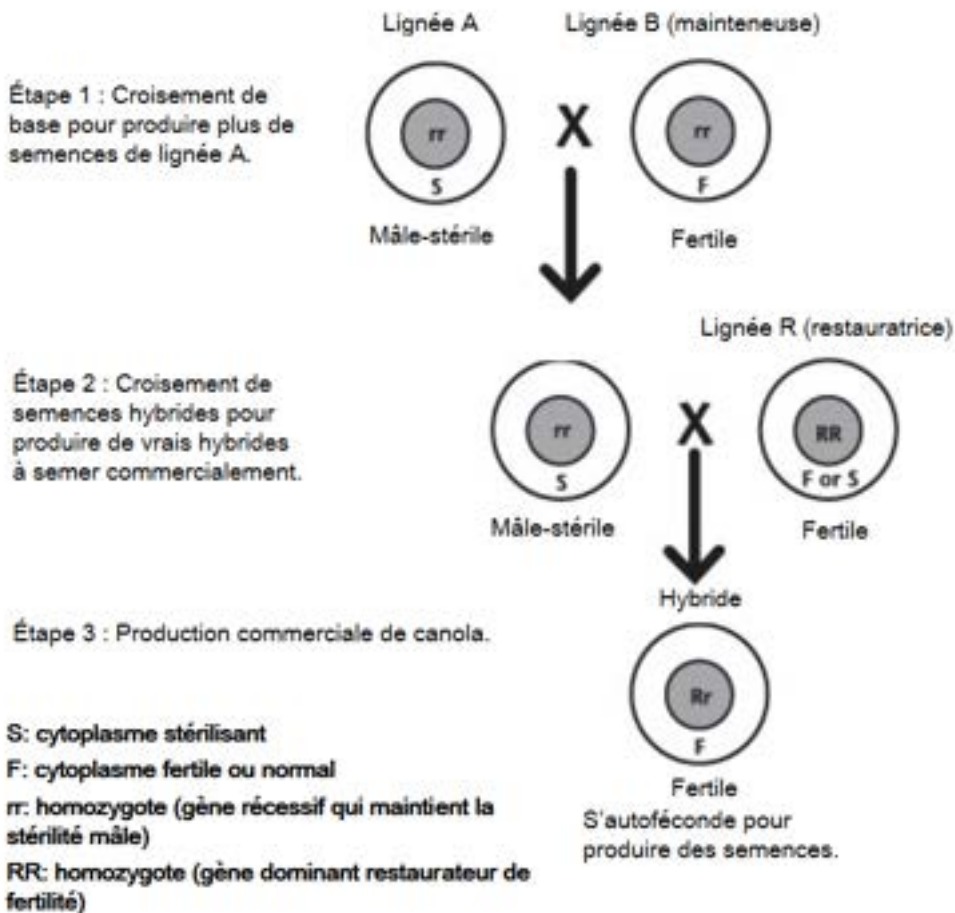 Lignée A
Lignée B (mainteneuse)
Étape 1 : Croisement de
base pour produire plus de
semences de lignée A.
rr
S
X
rr
F
Mâle-stérile
Fertile
Lignée R (restauratrice)
Étape 2 : Croisement de
semences hybrides pour
produire de vrais hybrides
à semer commercialement.
rr
S
X
RR
F or S
Mâle-stérile
Fertile
Hybride
Étape 3 : Production commerciale de canola.
Rr
F
Fertile
S'autoféconde pour
produire des semences.
S: cytoplasme stérilisant
F: cytoplasme fertile ou normal
rr: homozygote (gène récessif qui maintient la
stérilité mâle)
RR: homozygote (gène dominant restaurateur de
fertilité)